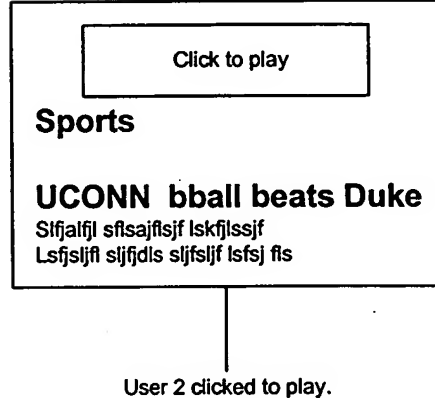 Click to play
Sports
UCONN bball beats Duke
Slfjalfjl sflsajflsjf lskfjlssjf
Lsfjsljfl sljfjdls sljfsljf lsfsj fls
User 2 clicked to play.